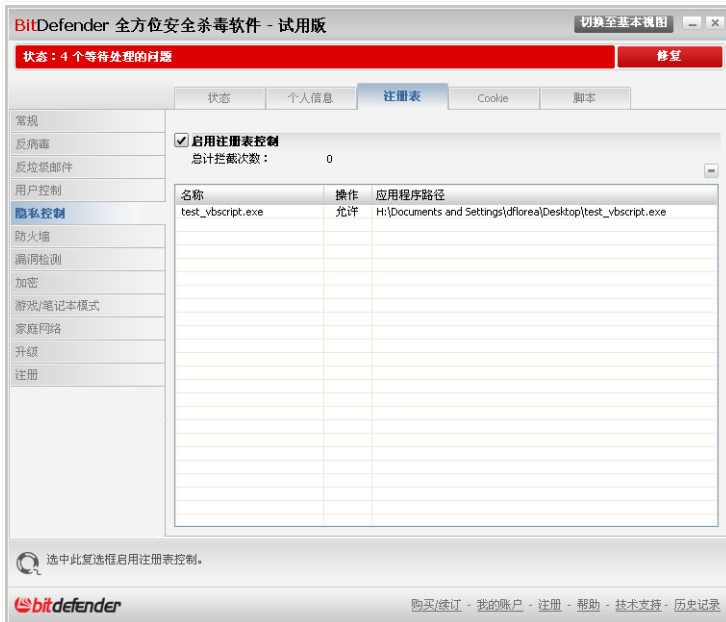 BitDefender 全方位安全杀毒软件 - 试用版 切换至基本视图
状态：4 个等待处理的问题 修复
状态 个人信息 注册表 Cookie 脚本
常规
反病毒
反垃圾邮件
用户控制
隐私控制
防火墙
漏洞检测
加密
游戏/笔记本模式
家庭网络
升级
注册
启用注册表控制
总计拦截次数： 0
名称 操作 应用程序路径
test_vbscript.exe 允许 H:\Documents and Settings\dflorea\Desktop\test_vbscript.exe
选中此复选框启用注册表控制。
bitdefender 购买/续订 - 我的账户 - 注册 - 帮助 - 技术支持 - 历史记录